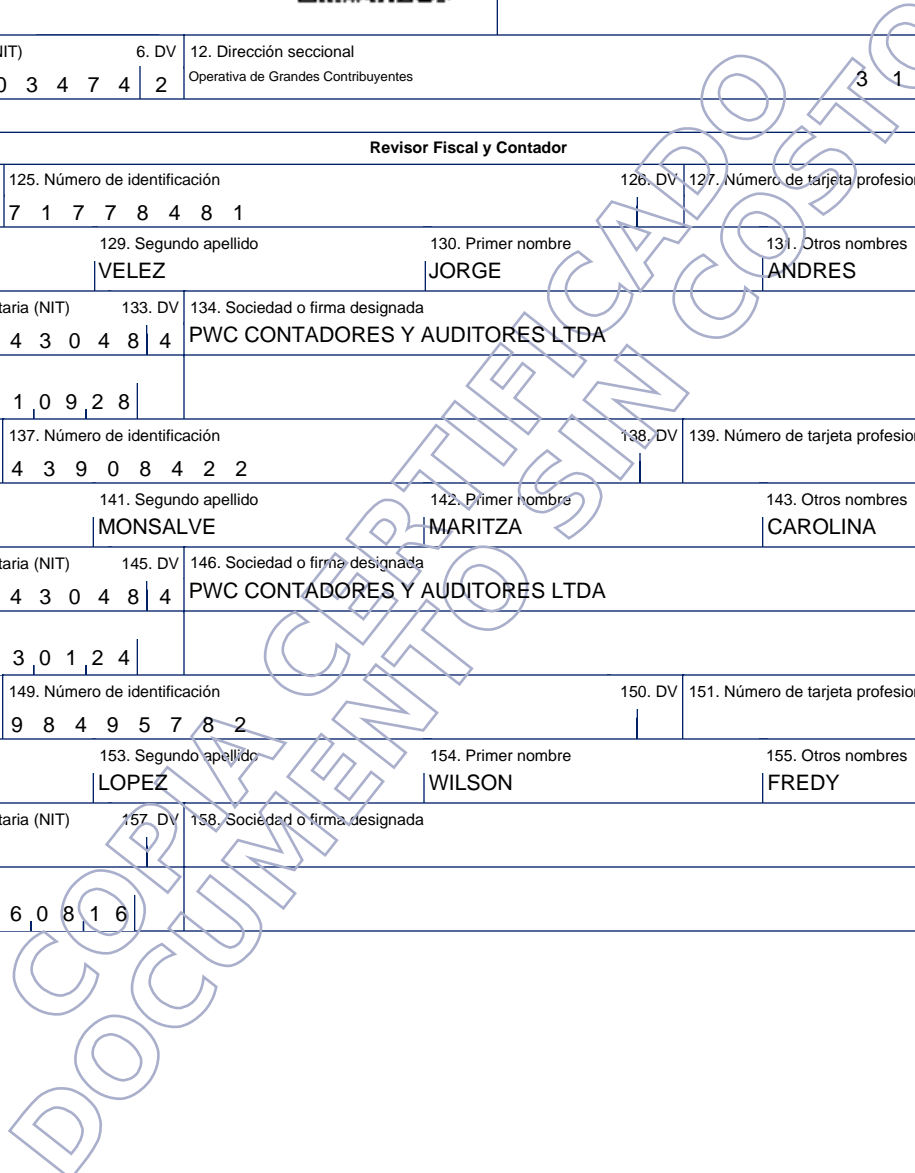 6. DV 12. Dirección seccional
3 4 7 4 2 Operativa de Grandes Contribuyentes 3 1
Revisor Fiscal y Contador
125. Número de identificación 126. DV 127. Número de tarjeta
7 1 7 7 8 4 8 1
129. Segundo apellido 130. Primer nombre 131. Otros nombres
VELEZ JORGE ANDRES
(NIT) 133. DV 134. Sociedad o firma designada
4 3 0 4 8 4 PWC CONTADORES Y AUDITORES LTDA
1 0 9 2 8
137. Número de identificación 138. DV 139. Número de tarjeta
4 3 9 0 8 4 2 2
141. Segundo apellido 142. Primer nombre 143. Otros nombres
MONSALVE MARITZA CAROLINA
(NIT) 145. DV 146. Sociedad o firma designada
4 3 0 4 8 4 PWC CONTADORES Y AUDITORES LTDA
3 0 1 2 4
149. Número de identificación 150. DV 151. Número de tarjeta
9 8 4 9 5 7 8 2
153. Segundo apellido 154. Primer nombre 155. Otros nombres
LOPEZ WILSON FREDY
(NIT) 157. DV 158. Sociedad o firma designada
6 0 8 1 6
COPIA CERTIFICADO
DOCUMENTO SIN COSTO